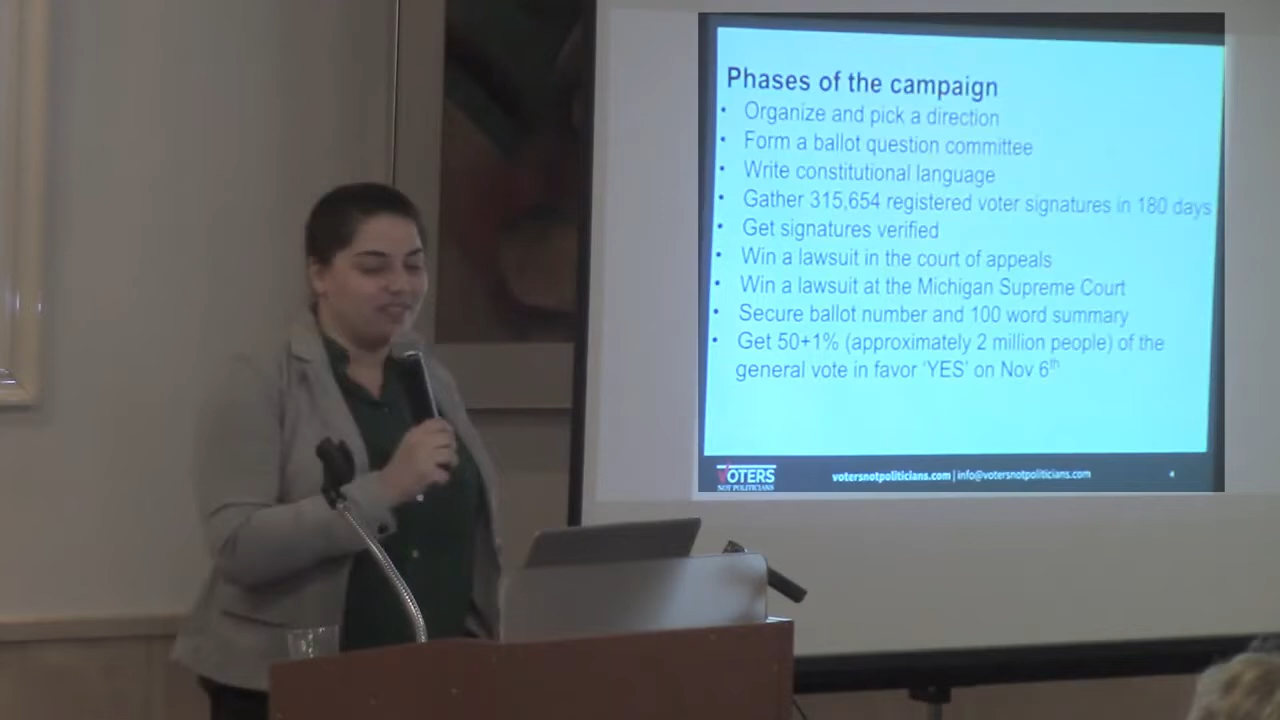 Phases of the campaign
• Organize and pick a direction
• Form a ballot question committee
• Write constitutional language
• Gather 315,654 registered voter signatures in 180 days
• Get signatures verified
• Win a lawsuit in the court of appeals
• Win a lawsuit at the Michigan Supreme Court
• Secure ballot number and 100 word summary
• Get 50+1% (approximately 2 million people) of the
general vote in favor 'YES' on Nov 6th
VOTERS
NOT POLITICIANS
votersnotpoliticians.com | info@votersnotpoliticians.com